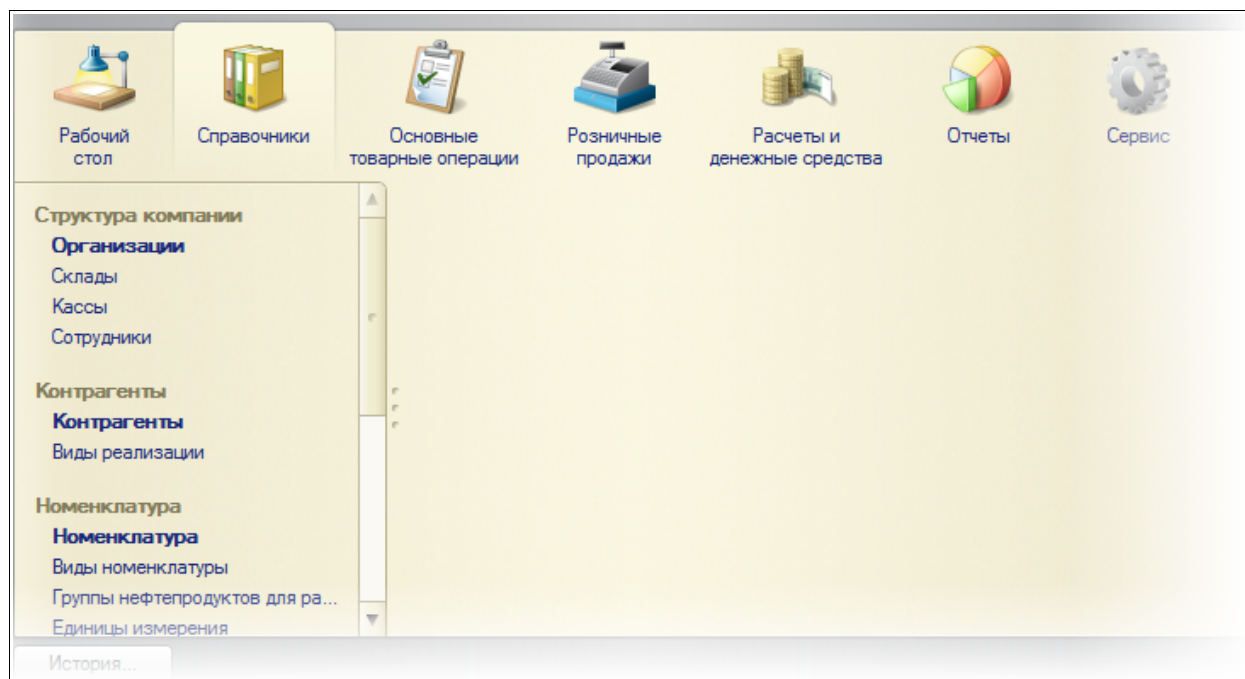 Рабочий
стол
Справочники
Основные
товарные операции
Розничные
продажи
Расчеты и
денежные средства
Отчеты
Сервис
Структура компании
Организации
Склады
Кассы
Сотрудники
Контрагенты
Контрагенты
Виды реализации
Номенклатура
Номенклатура
Виды номенклатуры
Группы нефтепродуктов для ра...
Единицы измерения
История...